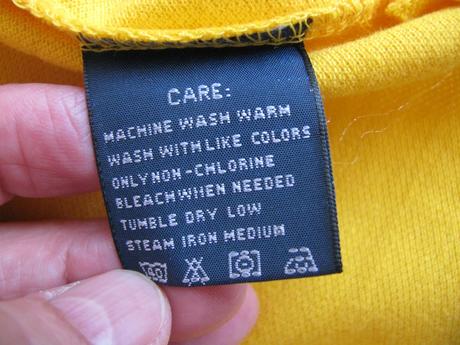 CARE:
MACHINE WASH WARM
WASH WITH LIKE COLORS
ONLY NON-CHLORINE
BLEACH WHEN NEEDED
TUMBLE DRY LOW
STEAM IRON MEDIUM
40